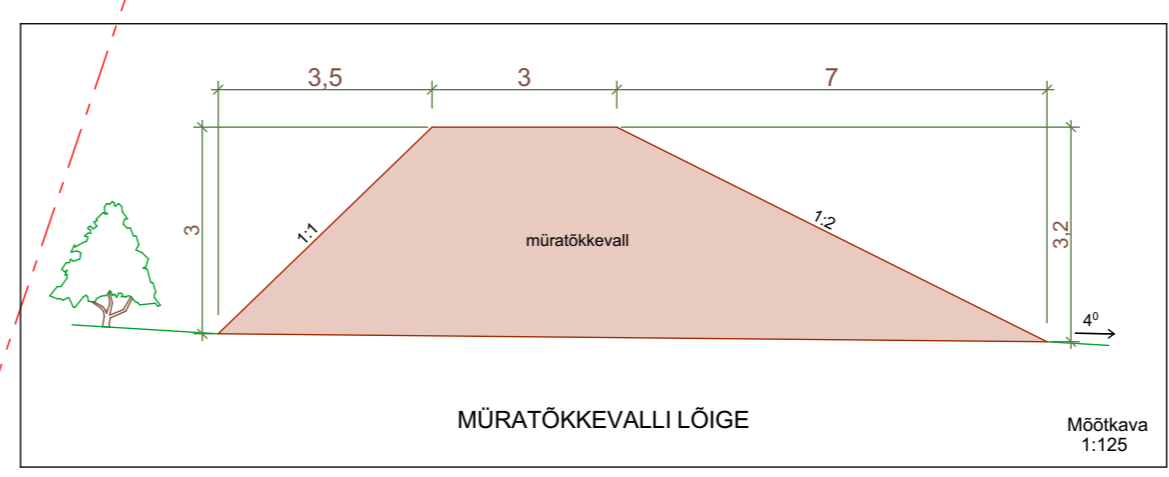 3,5 3 7
3
1:1
müratõkkevall
1:2
3,2
4⁰
MÜRATÕKKEVALLI LÕIGE
Mõõtkava
1:125